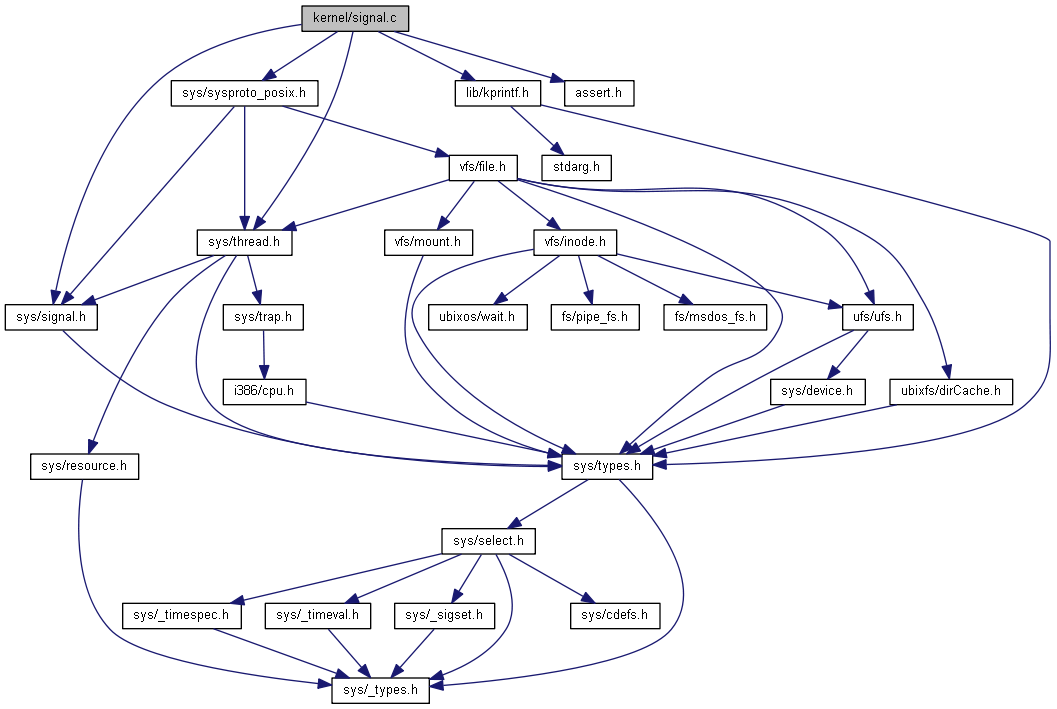 kernel/signal.c
sys/sysproto_posix.h
lib/kprintf.h
assert.h
vfs/file.h
stdarg.h
sys/thread.h
vfs/mount.h
vfs/inode.h
sys/signal.h
sys/trap.h
ubixos/wait.h
fs/pipe_fs.h
fs/msdos_fs.h
ufs/ufs.h
i386/cpu.h
sys/device.h
ubixfs/dirCache.h
sys/resource.h
sys/types.h
sys/select.h
sys/_timespec.h
sys/_timeval.h
sys/_sigset.h
sys/cdefs.h
sys/_types.h